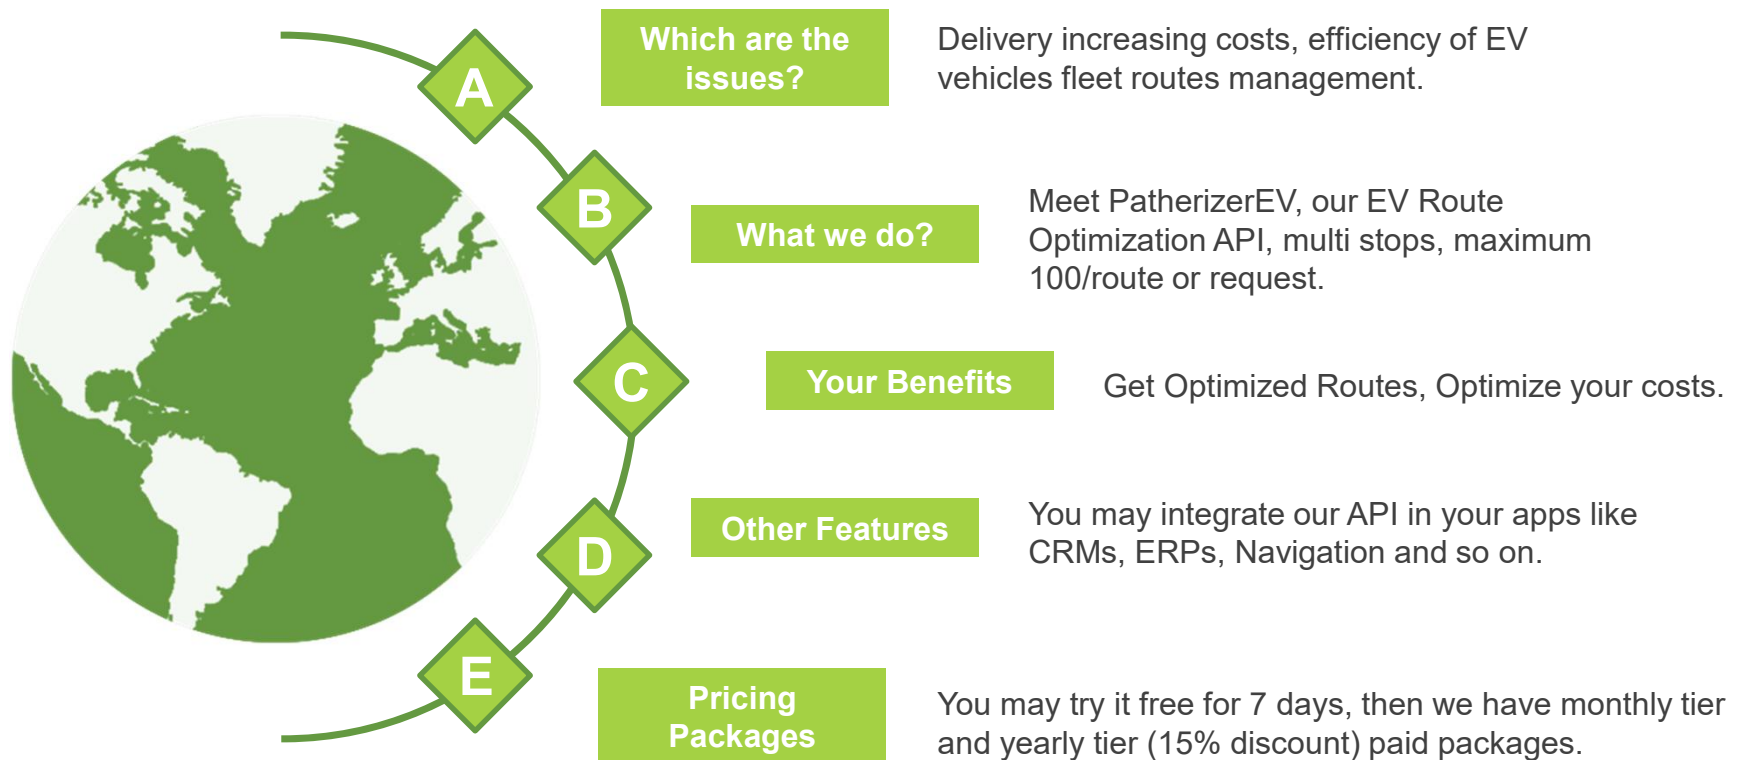 A
Which are the
issues?
Delivery increasing costs, efficiency of EV
vehicles fleet routes management.
B
What we do?
Meet PatherizerEV, our EV Route
Optimization API, multi stops, maximum
100/route or request.
C
Your Benefits
Get Optimized Routes, Optimize your costs.
D
Other Features
You may integrate our API in your apps like
CRMs, ERPs, Navigation and so on.
E
Pricing
Packages
You may try it free for 7 days, then we have monthly tier
and yearly tier (15% discount) paid packages.